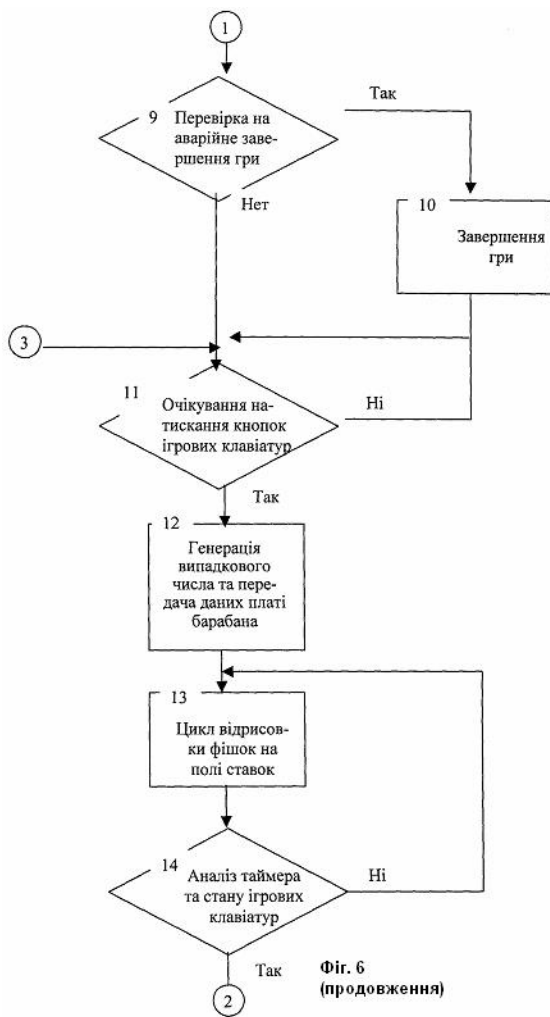 1
Так
9
Перевірка на
аварійне заве-
ршення гри
Нет
10
Завершення
гри
3
11
Очікування на-
тискання кнопок
ігрових клавіатур
Ні
Так
12
Генерація
випадкового
числа та пере-
дача даних платі
барабана
13
Цикл відрисов-
ки фішок на
полі ставок
14
Аналіз таймера
та стану ігрових
клавіатур
Ні
Так
Фіг. 6
(продовження)
2